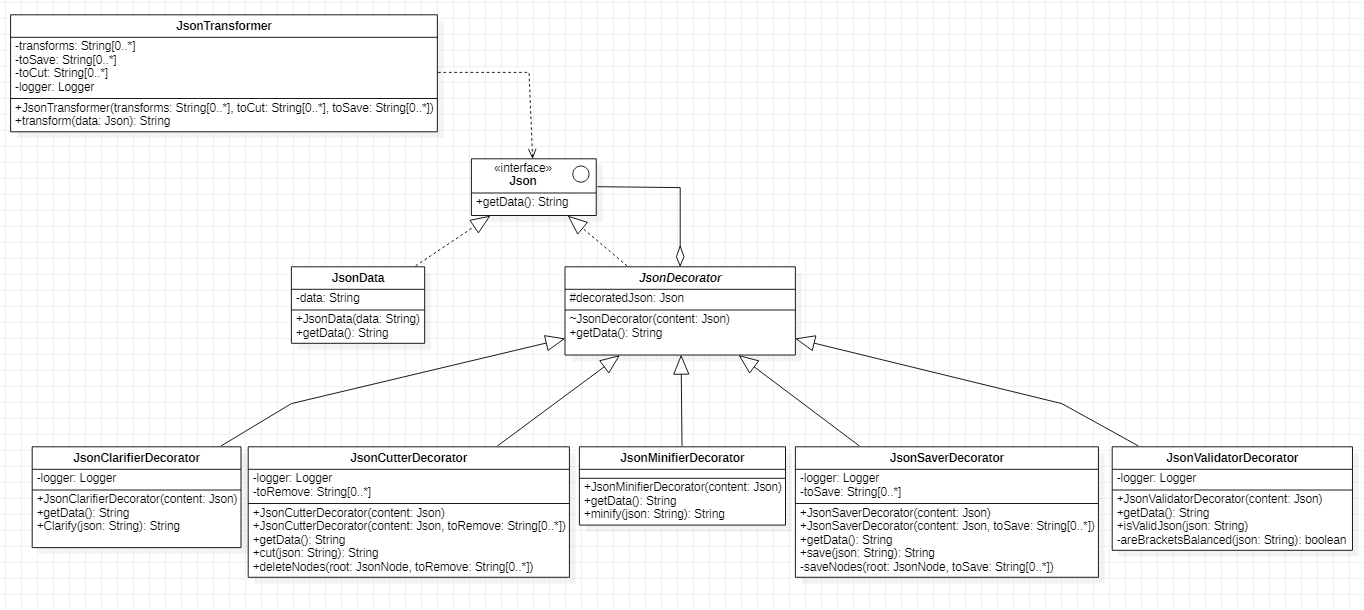 JsonTransformer
-transforms: String[0..*]
-toSave: String[0..*]
-toCut: String[0..*]
-logger: Logger
+JsonTransformer(transforms: String[0..*], toCut: String[0..*], toSave: String[0..*])
+transform(data: Json): String
«interface»
Json
+getData(): String
JsonData
-data: String
+JsonData(data: String)
+getData(): String
JsonDecorator
#decoratedJson: Json
~JsonDecorator(content: Json)
+getData(): String
JsonClarifierDecorator
-logger: Logger
+JsonClarifierDecorator(content: Json)
+getData(): String
+Clarify(json: String): String
JsonCutterDecorator
-logger: Logger
-toRemove: String[0..*]
+JsonCutterDecorator(content: Json)
+JsonCutterDecorator(content: Json, toRemove: String[0..*])
+getData(): String
+cut(json: String): String
+deleteNodes(root: JsonNode, toRemove: String[0..*])
JsonMinifierDecorator
+JsonMinifierDecorator(content: Json)
+getData(): String
+minify(json: String): String
JsonSaverDecorator
-logger: Logger
-toSave: String[0..*]
+JsonSaverDecorator(content: Json)
+JsonSaverDecorator(content: Json, toSave: String[0..*])
+getData(): String
+save(json: String): String
-saveNodes(root: JsonNode, toSave: String[0..*])
JsonValidatorDecorator
-logger: Logger
+JsonValidatorDecorator(content: Json)
+getData(): String
+isValidJson(json: String)
-areBracketsBalanced(json: String): boolean